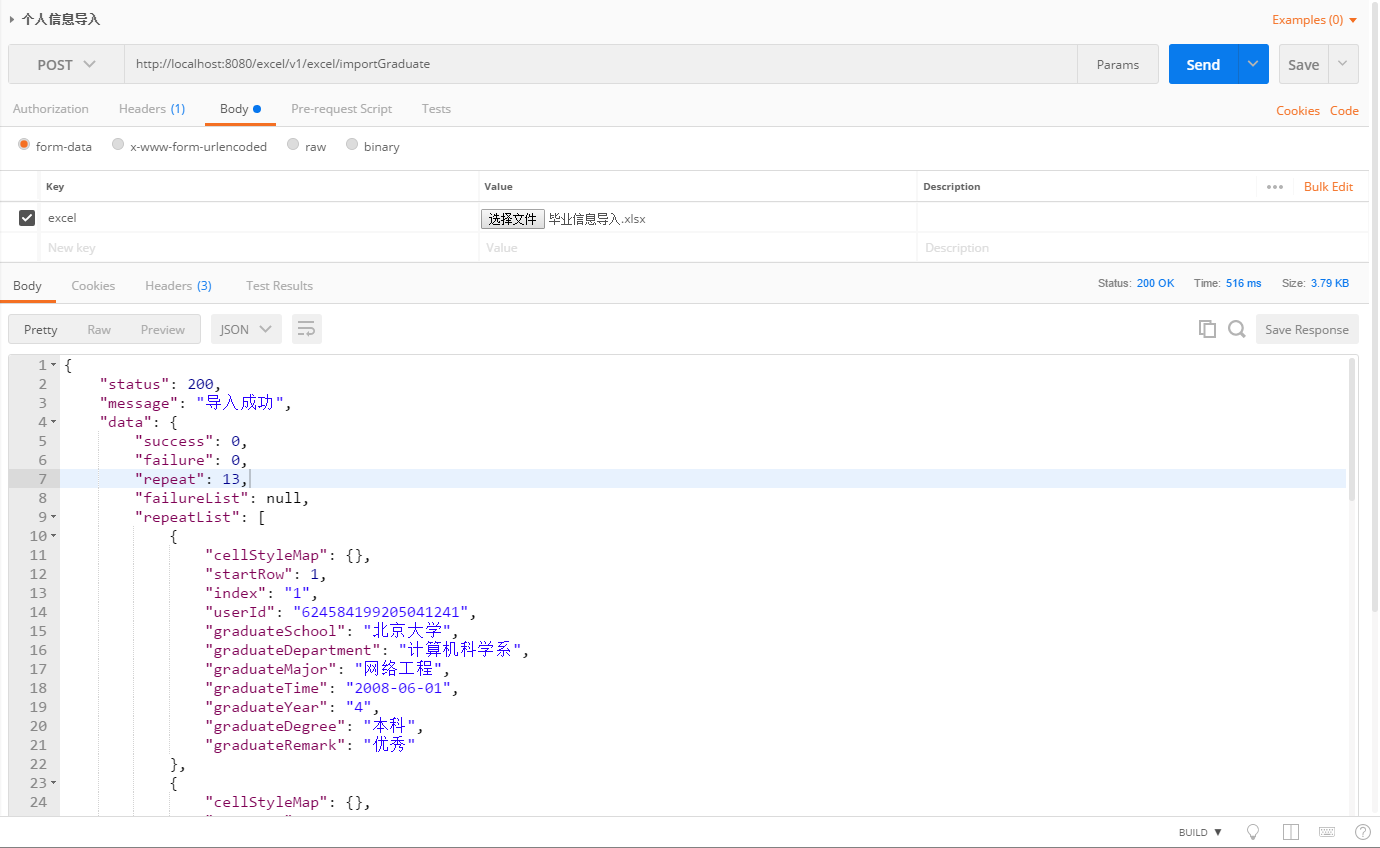 个人信息导入
Examples (0)
POST http://localhost:8080/excel/v1/excel/importGraduate Params Send Save
Authorization Headers (1) Body Pre-request Script Tests Cookies Code
form-data x-www-form-urlencoded raw binary
Key Value Description Bulk Edit
excel 选择文件 毕业信息导入.xlsx
New key Value Description
Body Cookies Headers (3) Test Results Status: 200 OK Time: 516 ms Size: 3.79 KB
Pretty Raw Preview JSON Save Response
1 {
2 "status": 200,
3 "message": "导入成功",
4 "data": {
5 "success": 0,
6 "failure": 0,
7 "repeat": 13,
8 "failureList": null,
9 "repeatList": [
10 {
11 "cellStyleMap": {},
12 "startRow": 1,
13 "index": "1",
14 "userId": "624584199205041241",
15 "graduateSchool": "北京大学",
16 "graduateDepartment": "计算机科学系",
17 "graduateMajor": "网络工程",
18 "graduateTime": "2008-06-01",
19 "graduateYear": "4",
20 "graduateDegree": "本科",
21 "graduateRemark": "优秀"
22 },
23 {
24 "cellStyleMap": {},
BUILD